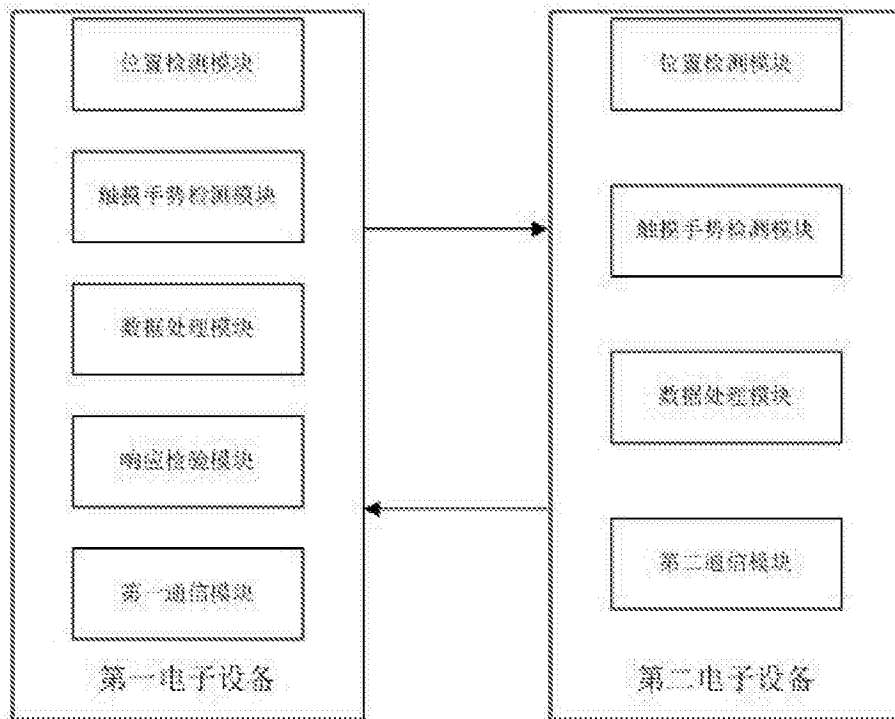 位置检测模块
触摸手势检测模块
数据处理模块
响应检验模块
第一通信模块
第一电子设备
位置检测模块
触摸手势检测模块
数据处理模块
第二通信模块
第二电子设备